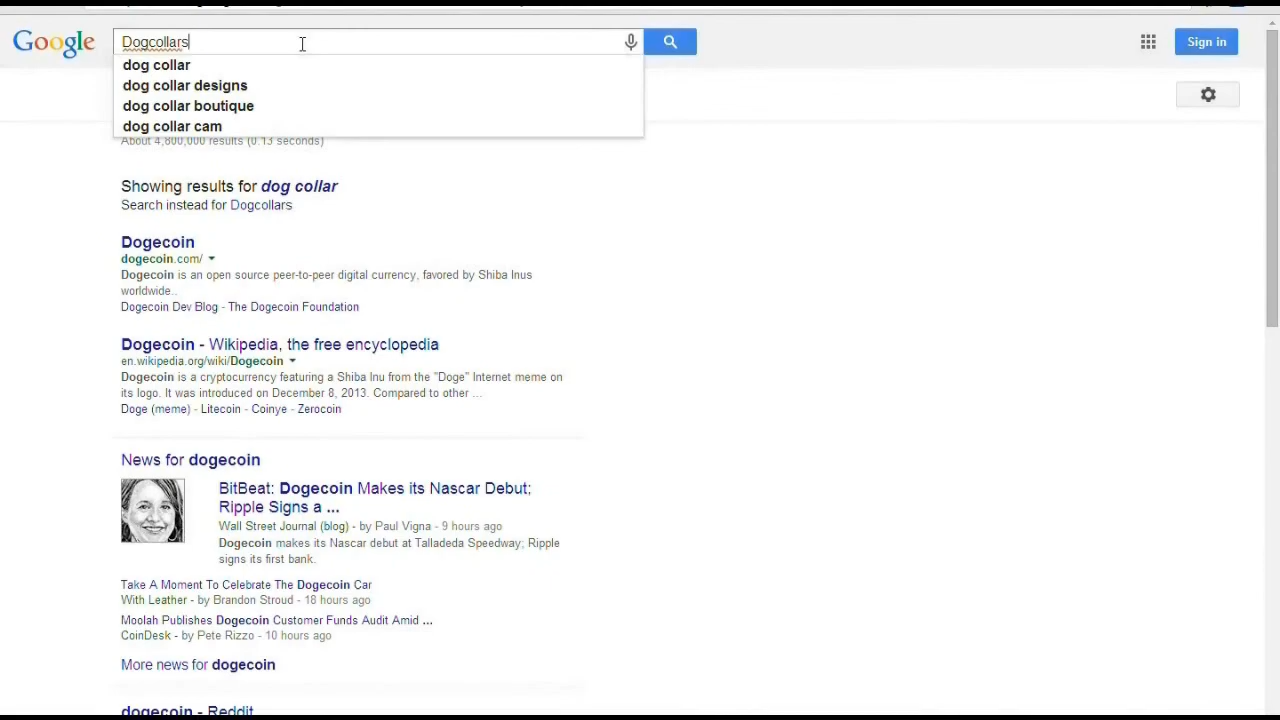 Google
Dogcollars
Sign in
dog collar
dog collar designs
dog collar boutique
dog collar cam
About 4,800,000 results (0.13 seconds)
Showing results for dog collar
Search instead for Dogcollars
Dogecoin
dogecoin.com/
Dogecoin is an open source peer-to-peer digital currency, favored by Shiba Inus
worldwide..
Dogecoin Dev Blog - The Dogecoin Foundation
Dogecoin - Wikipedia, the free encyclopedia
en.wikipedia.org/wiki/Dogecoin
Dogecoin is a cryptocurrency featuring a Shiba Inu from the "Doge" Internet meme on
its logo. It was introduced on December 8, 2013. Compared to other ...
Doge (meme) - Litecoin - Coinye - Zerocoin
News for dogecoin
BitBeat: Dogecoin Makes its Nascar Debut;
Ripple Signs a ...
Wall Street Journal (blog) - by Paul Vigna - 9 hours ago
Dogecoin makes its Nascar debut at Talladeda Speedway; Ripple
signs its first bank.
Take A Moment To Celebrate The Dogecoin Car
With Leather - by Brandon Stroud - 18 hours ago
Moolah Publishes Dogecoin Customer Funds Audit Amid ...
CoinDesk - by Pete Rizzo - 10 hours ago
More news for dogecoin
dogecoin - Reddit